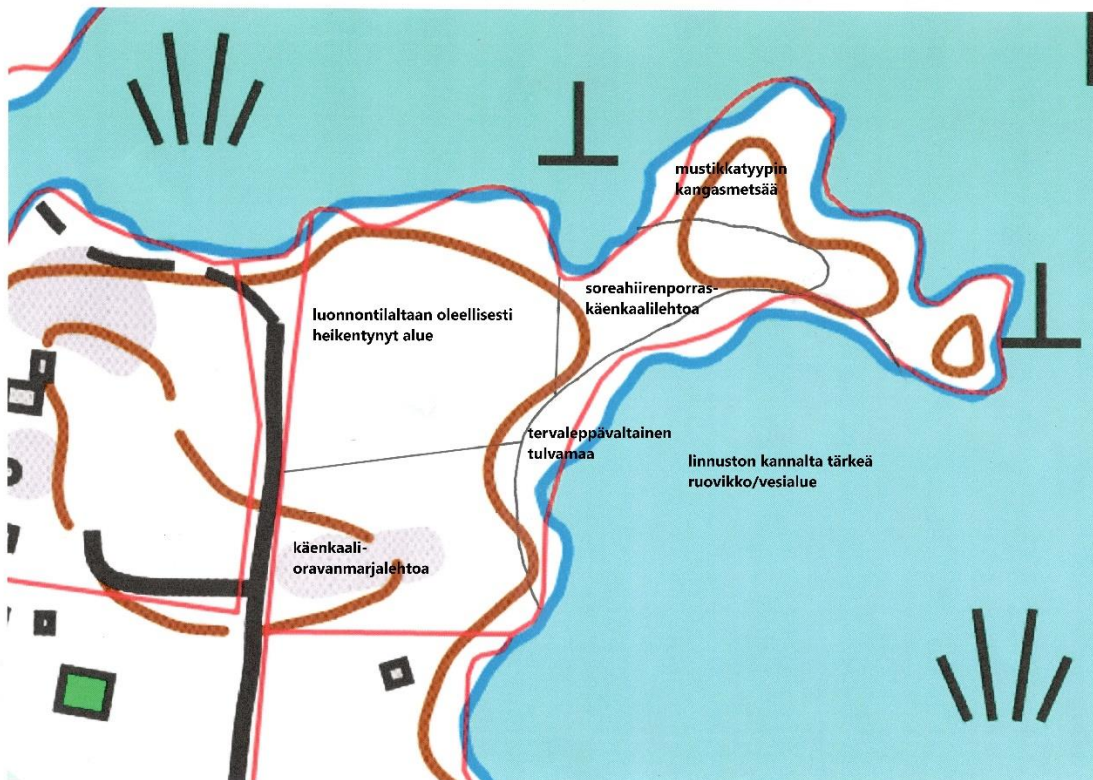 mustikkatyypin
kangasmetsää
soreahiirenporras-
käenkaalilehtoa
luonnontilaltaan oleellisesti
heikentynyt alue
tervaleppävaltainen
tulvamaa
linnuston kannalta tärkeä
ruovikko/vesialue
käenkaali-
oravanmarjalehtoa